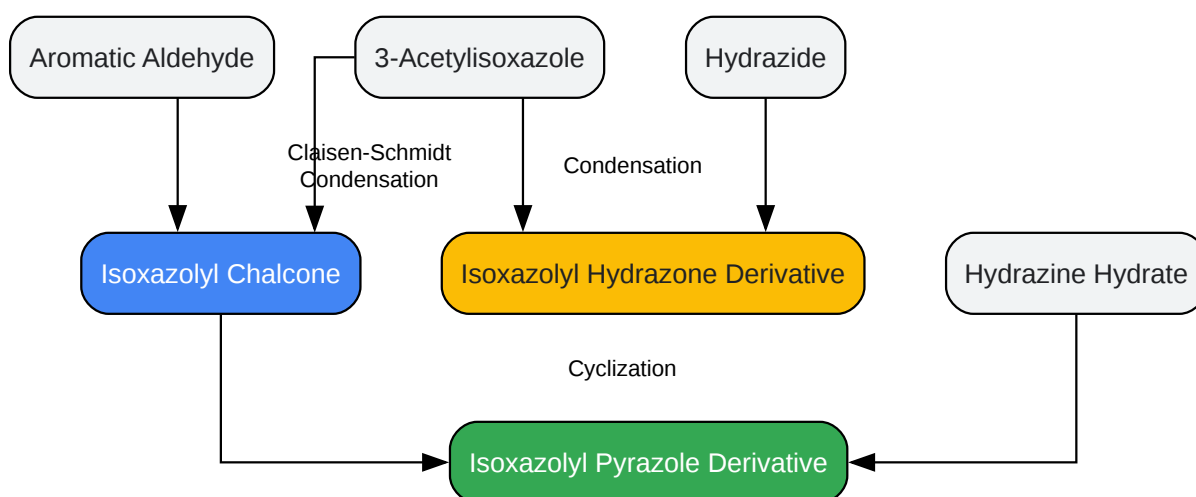 Aromatic Aldehyde
3-Acetylisoxazole
Hydrazide
Claisen-Schmidt
Condensation
Condensation
Isoxazolyl Chalcone
Isoxazolyl Hydrazone Derivative
Hydrazine Hydrate
Cyclization
Isoxazolyl Pyrazole Derivative